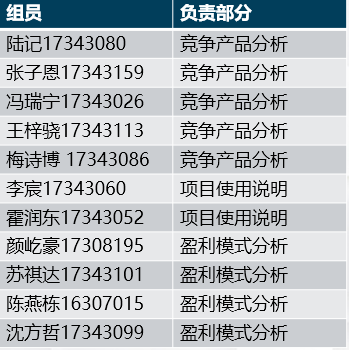 组员 负责部分
陆记17343080 竞争产品分析
张子恩17343159 竞争产品分析
冯瑞宁17343026 竞争产品分析
王梓骁17343113 竞争产品分析
梅诗博 17343086 竞争产品分析
李宸17343060 项目使用说明
霍润东17343052 项目使用说明
颜屹豪17308195 盈利模式分析
苏祺达17343101 盈利模式分析
陈燕栋16307015 盈利模式分析
沈方哲17343099 盈利模式分析